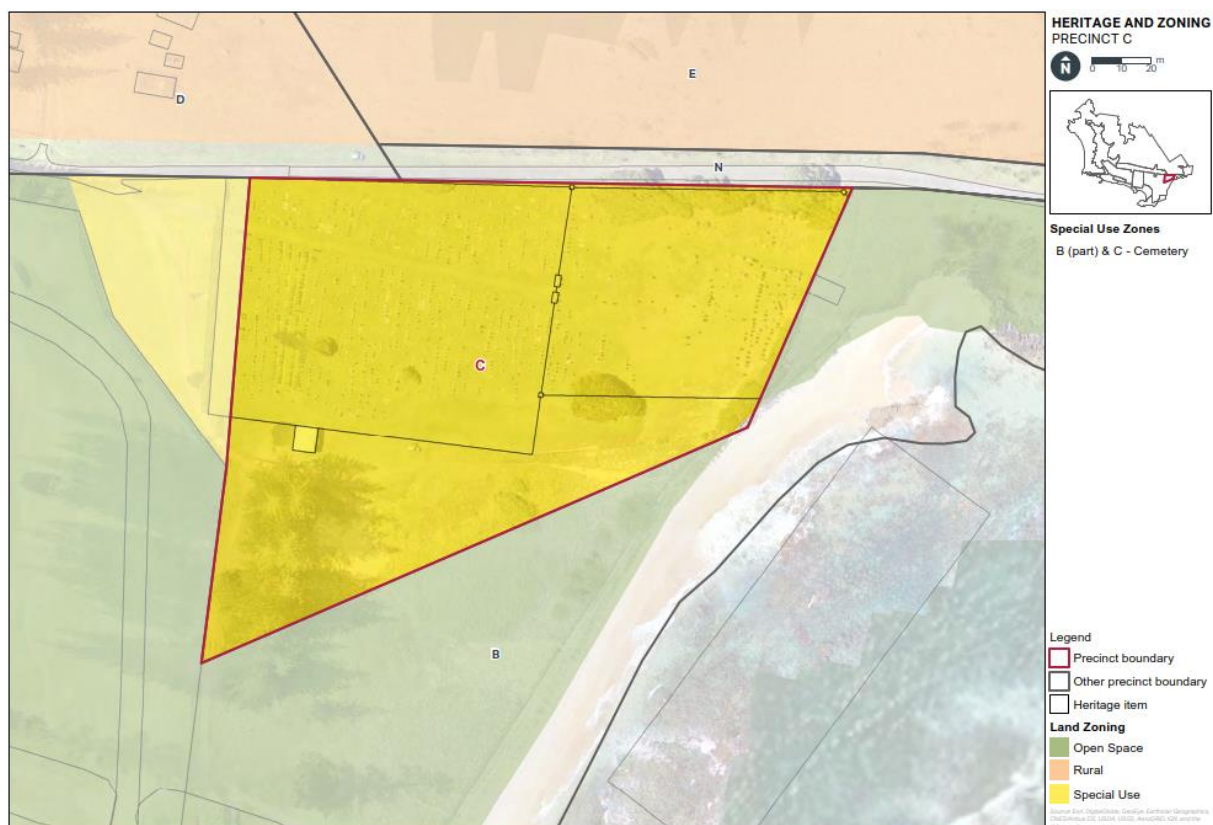 HERITAGE AND ZONING
PRECINCT C
N
0 10 20 m
E
D
N
C
B
Special Use Zones
B (part) & C - Cemetery
Legend
Precinct boundary
Other precinct boundary
Heritage item
Land Zoning
Open Space
Rural
Special Use